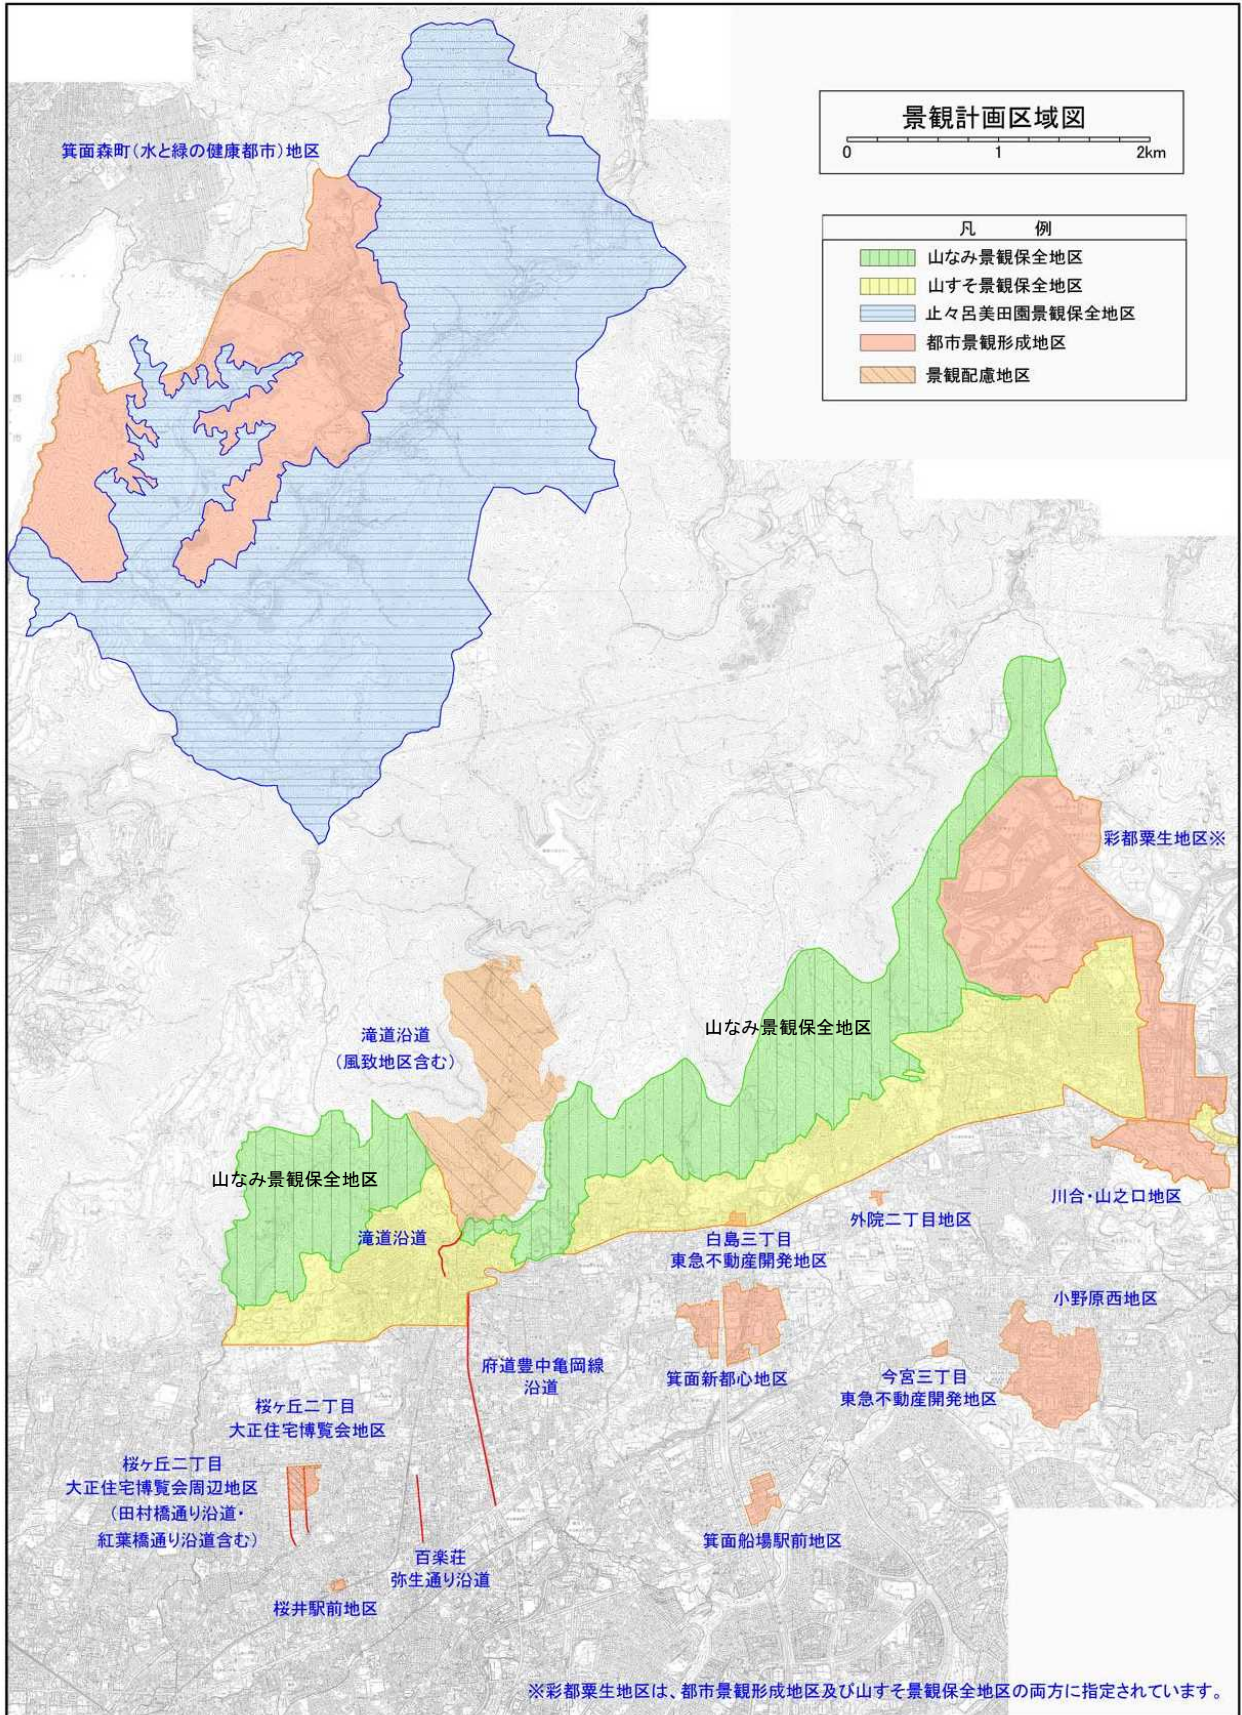 景観計画区域図
0 1 2km
箕面森町(水と緑の健康都市)地区
凡 例
山なみ景観保全地区
山すそ景観保全地区
止々呂美田園景観保全地区
都市景観形成地区
景観配慮地区
川西市
彩都粟生地区※
滝道沿道
(風致地区含む)
山なみ景観保全地区
山なみ景観保全地区
滝道沿道
川合・山之口地区
外院二丁目地区
白島三丁目
東急不動産開発地区
小野原西地区
府道豊中亀岡線
沿道
箕面新都心地区
今宮三丁目
東急不動産開発地区
桜ヶ丘二丁目
大正住宅博覧会地区
桜ヶ丘二丁目
大正住宅博覧会周辺地区
(田村橋通り沿道・
紅葉橋通り沿道含む)
箕面船場駅前地区
百楽荘
弥生通り沿道
桜井駅前地区
※彩都粟生地区は、都市景観形成地区及び山すそ景観保全地区の両方に指定されています。